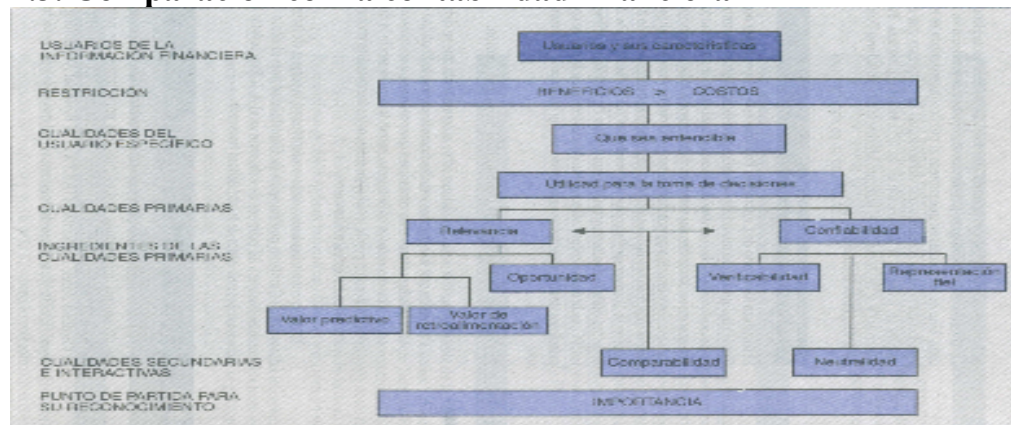 USUARIOS DE LA
INFORMACIÓN FINANCIERA
Usuarios y sus características
RESTRICCIÓN
BENEFICIOS > COSTOS
CUALIDADES DEL
USUARIO ESPECÍFICO
Que sea entendible
Utilidad para la toma de decisiones
CUALIDADES PRIMARIAS
Relevancia
Confiabilidad
INGREDIENTES DE LAS
CUALIDADES PRIMARIAS
Oportunidad
Verificabilidad
Representación
fiel
Valor predictivo
Valor de
retroalimentación
CUALIDADES SECUNDARIAS
E INTERACTIVAS
Comparabilidad
Neutralidad
PUNTO DE PARTIDA PARA
SU RECONOCIMIENTO
IMPORTANCIA